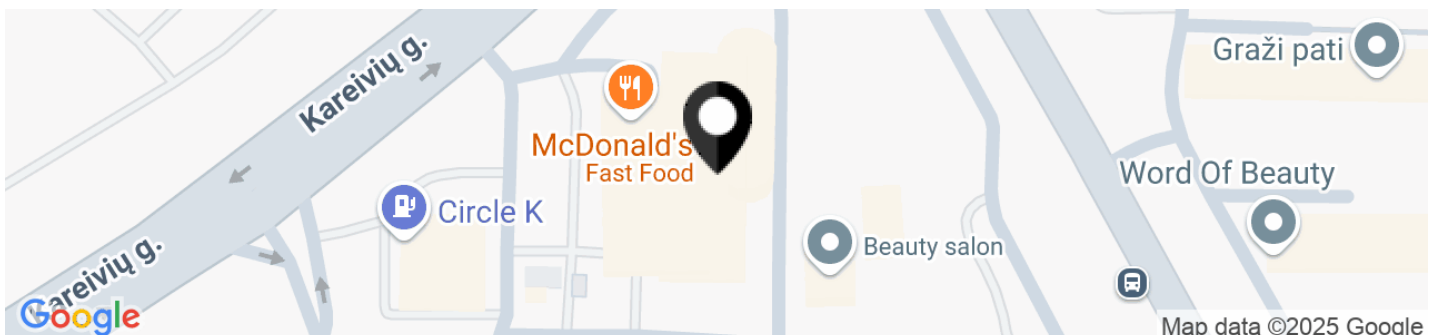 Kareivių g.
Graži pati
McDonald's
Fast Food
Word Of Beauty
Circle K
Beauty salon
Kareivių g.
Google
Map data ©2025 Google